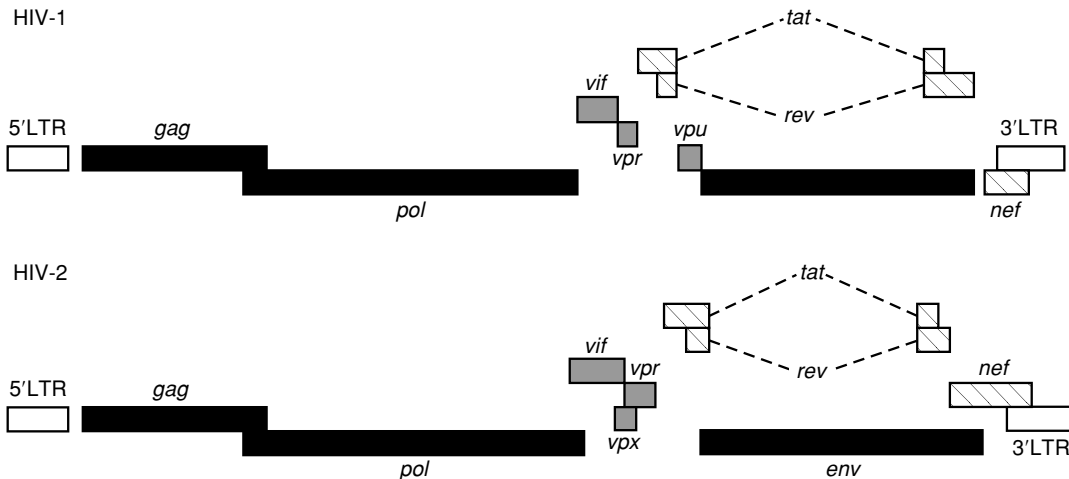 HIV-1
tat
vif
rev
5′LTR
gag
vpu
3′LTR
vpr
pol
nef
HIV-2
tat
vif
vpr
rev
nef
5′LTR
gag
vpx
3′LTR
pol
env